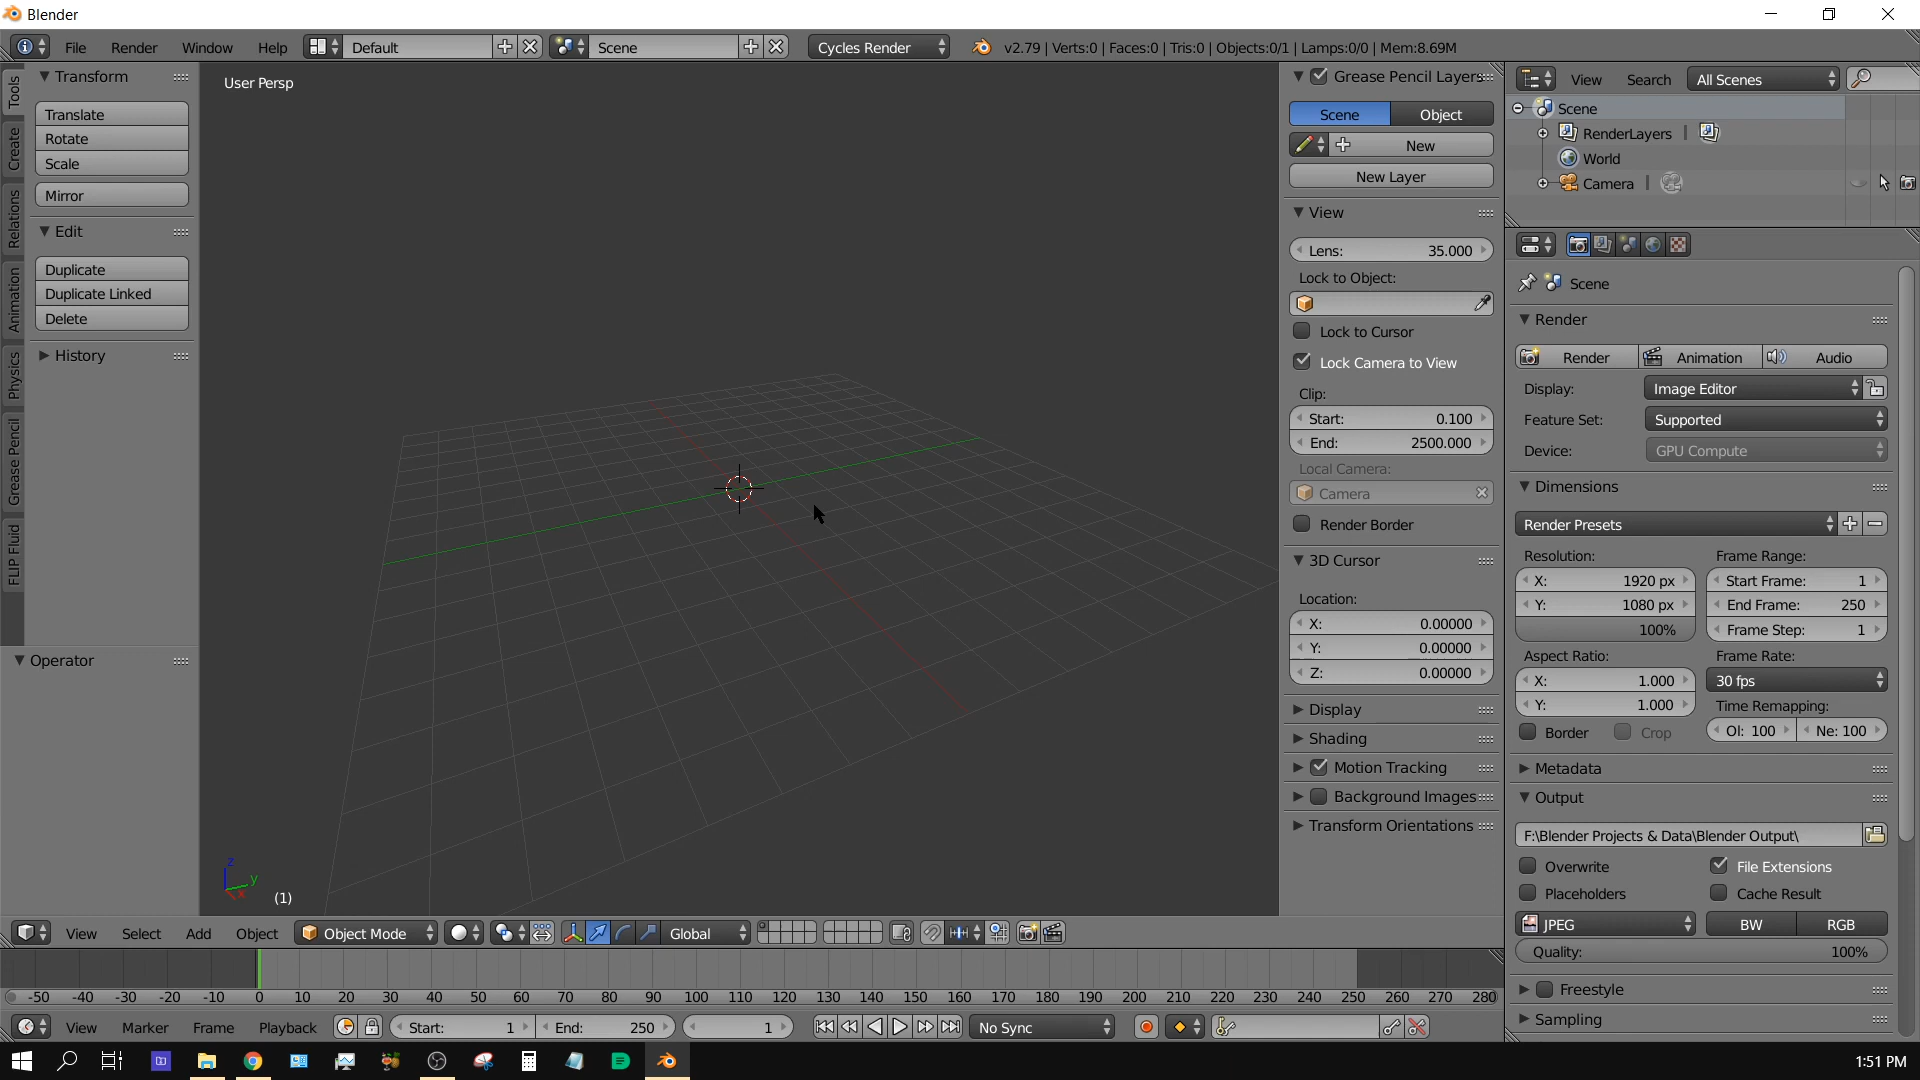 Blender
File Render Window Help Default Scene Cycles Render v2.79 | Verts:0 | Faces:0 | Tris:0 | Objects:0/1 | Lamps:0/0 | Mem:8.69M
Tools
Create
Relations
Animation
Physics
Grease Pencil
FLIP Fluid
Transform
Translate
Rotate
Scale
Mirror
Edit
Duplicate
Duplicate Linked
Delete
History
Operator
User Persp
z
y
x
(1)
Grease Pencil Layers
Scene Object
New
New Layer
View
Lens: 35.000
Lock to Object:
Lock to Cursor
Lock Camera to View
Clip:
Start: 0.100
End: 2500.000
Local Camera:
Camera
Render Border
3D Cursor
Location:
X: 0.00000
Y: 0.00000
Z: 0.00000
Display
Shading
Motion Tracking
Background Images
Transform Orientations
View Search All Scenes
Scene
RenderLayers
World
Camera
Scene
Render
Render Animation Audio
Display: Image Editor
Feature Set: Supported
Device: GPU Compute
Dimensions
Render Presets
Resolution: Frame Range:
X: 1920 px Start Frame: 1
Y: 1080 px End Frame: 250
100% Frame Step: 1
Aspect Ratio: Frame Rate:
X: 1.000 30 fps
Y: 1.000 Time Remapping:
Border Crop Ol: 100 Ne: 100
Metadata
Output
F:\Blender Projects & Data\Blender Output\
Overwrite File Extensions
Placeholders Cache Result
JPEG BW RGB
Quality: 100%
Freestyle
Sampling
View Select Add Object Object Mode Global
-50 -40 -30 -20 -10 0 10 20 30 40 50 60 70 80 90 100 110 120 130 140 150 160 170 180 190 200 210 220 230 240 250 260 270 280
View Marker Frame Playback Start: 1 End: 250 1 No Sync
1:51 PM